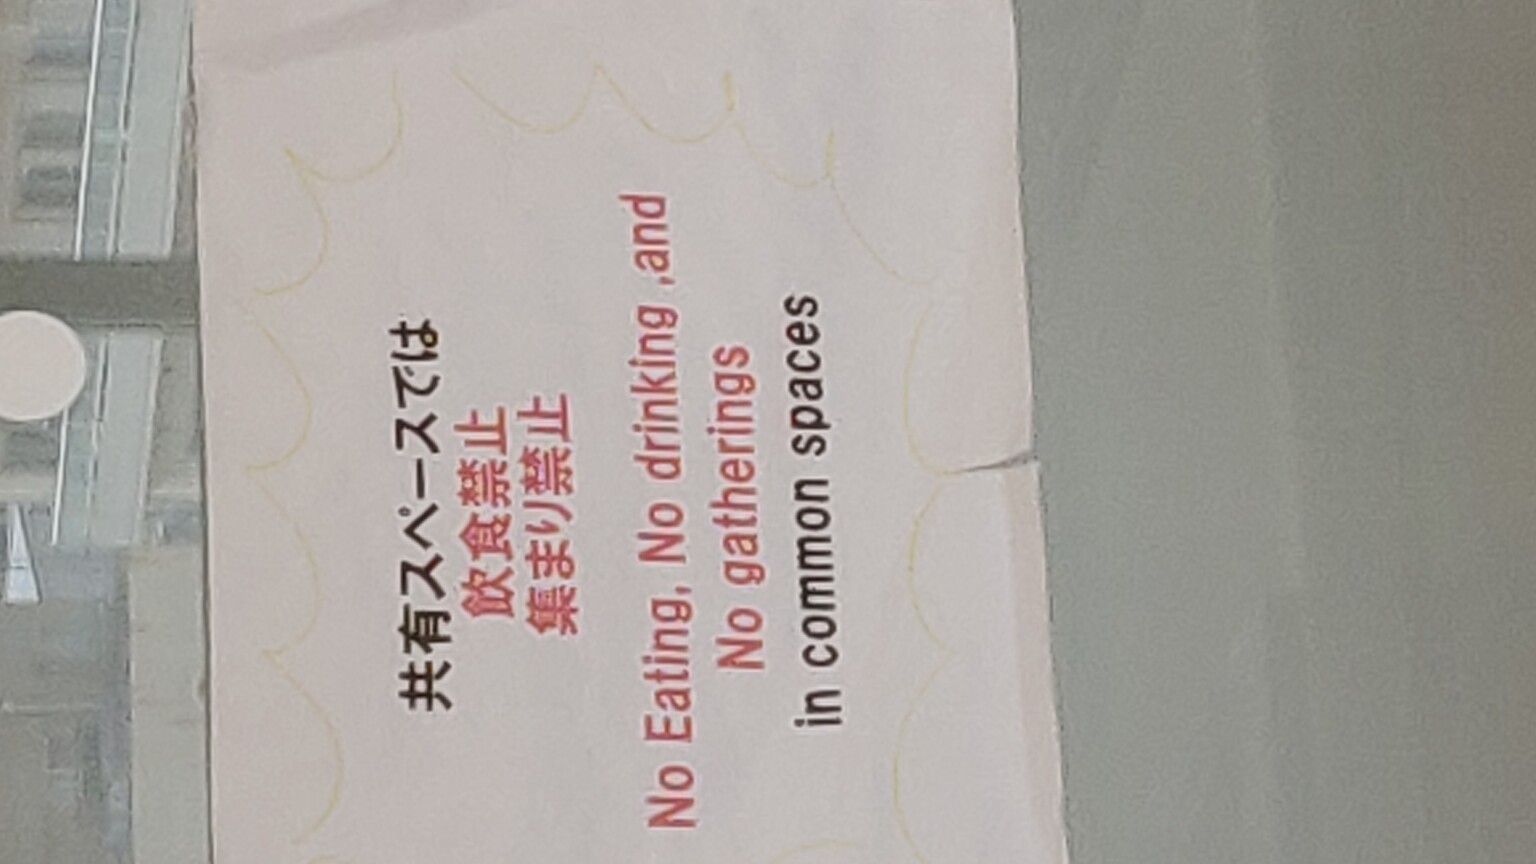 共有スペースでは
飲食禁止
集まり禁止
No Eating, No drinking ,and
No gatherings
in common spaces